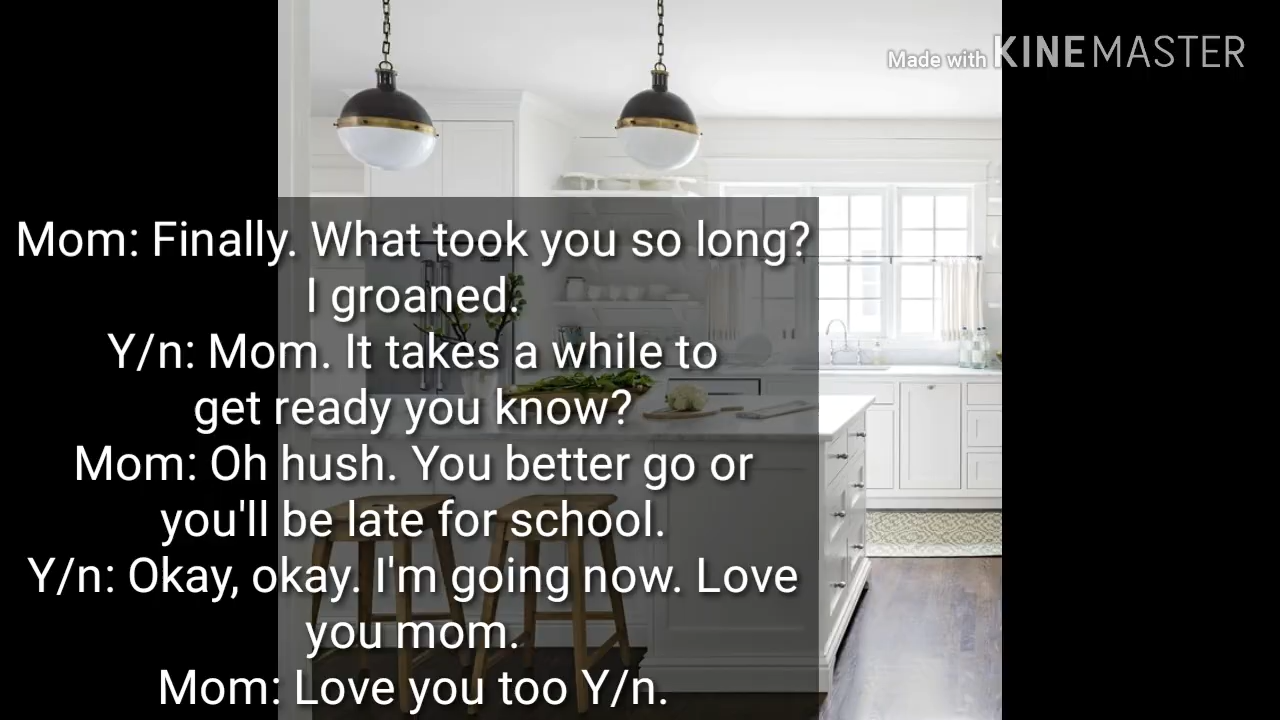 Made with KINEMASTER
Mom: Finally. What took you so long?
I groaned.
Y/n: Mom. It takes a while to
get ready you know?
Mom: Oh hush. You better go or
you'll be late for school.
Y/n: Okay, okay. I'm going now. Love
you mom.
Mom: Love you too Y/n.